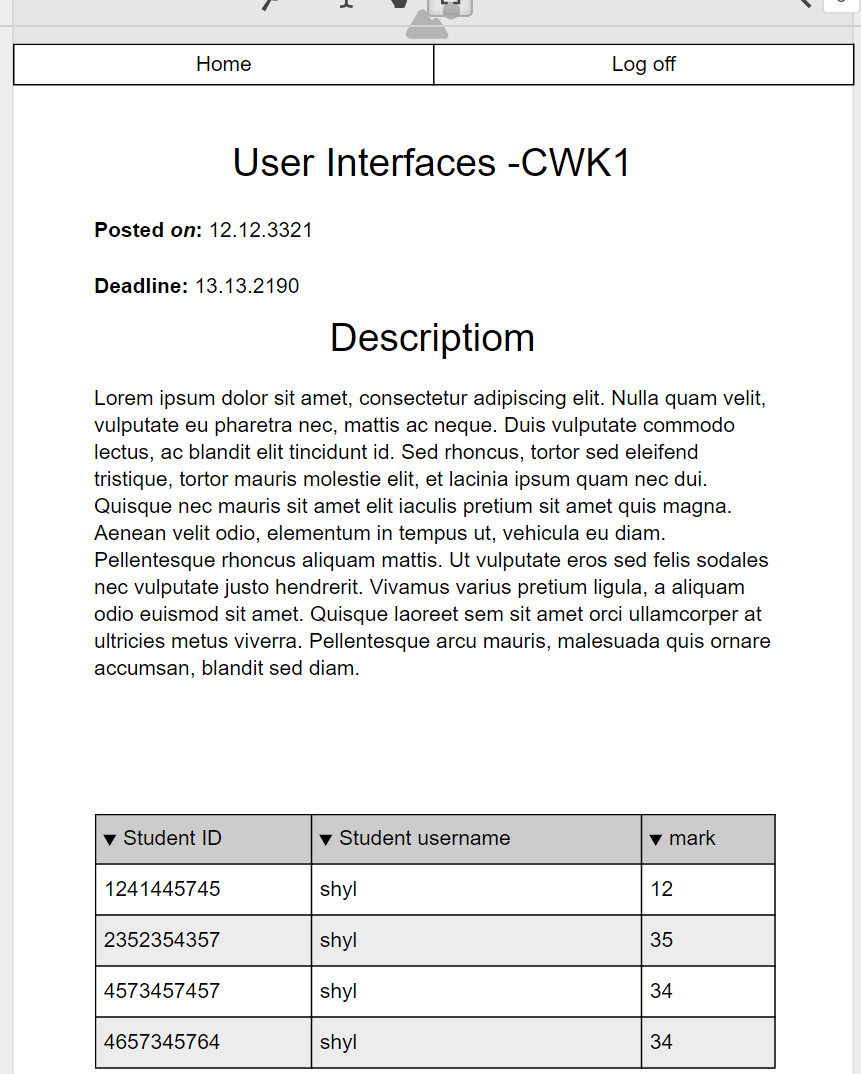 Home Log off
User Interfaces -CWK1
Posted on: 12.12.3321
Deadline: 13.13.2190
Descriptiom
Lorem ipsum dolor sit amet, consectetur adipiscing elit. Nulla quam velit,
vulputate eu pharetra nec, mattis ac neque. Duis vulputate commodo
lectus, ac blandit elit tincidunt id. Sed rhoncus, tortor sed eleifend
tristique, tortor mauris molestie elit, et lacinia ipsum quam nec dui.
Quisque nec mauris sit amet elit iaculis pretium sit amet quis magna.
Aenean velit odio, elementum in tempus ut, vehicula eu diam.
Pellentesque rhoncus aliquam mattis. Ut vulputate eros sed felis sodales
nec vulputate justo hendrerit. Vivamus varius pretium ligula, a aliquam
odio euismod sit amet. Quisque laoreet sem sit amet orci ullamcorper at
ultricies metus viverra. Pellentesque arcu mauris, malesuada quis ornare
accumsan, blandit sed diam.
Student ID Student username mark
1241445745 shyl 12
2352354357 shyl 35
4573457457 shyl 34
4657345764 shyl 34